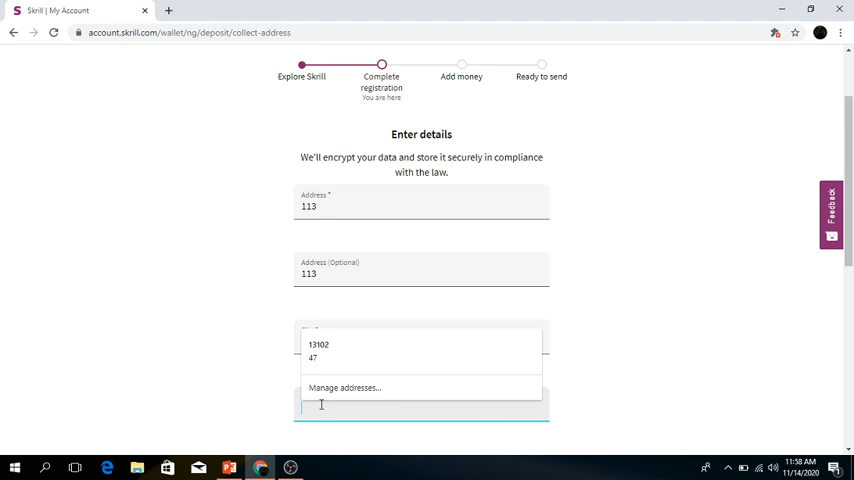 Skrill | My Account
account.skrill.com/wallet/ng/deposit/collect-address
Explore Skrill
Complete
registration
You are here
Add money
Ready to send
Enter details
We'll encrypt your data and store it securely in compliance
with the law.
Address *
113
Address (Optional)
113
13102
47
Manage addresses...
Feedback
11:58 AM
11/14/2020